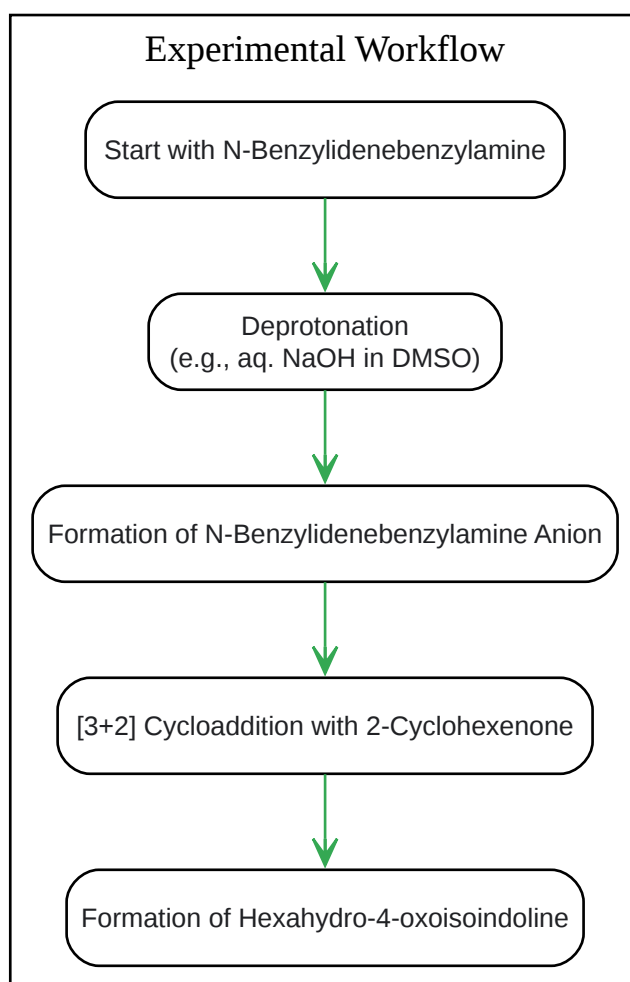 Experimental Workflow
Start with N-Benzylidenebenzylamine
Deprotonation
(e.g., aq. NaOH in DMSO)
Formation of N-Benzylidenebenzylamine Anion
[3+2] Cycloaddition with 2-Cyclohexenone
Formation of Hexahydro-4-oxoisoindoline